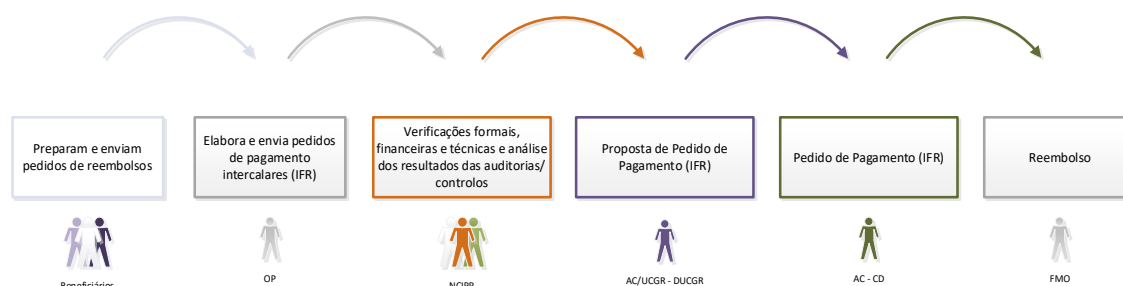 Preparam e enviam
pedidos de reembolsos
Elabora e envia pedidos
de pagamento
intercalares (IFR)
Verificações formais,
financeiras e técnicas e análise
dos resultados das auditorias/
controlos
Proposta de Pedido de
Pagamento (IFR)
Pedido de Pagamento (IFR)
Reembolso
Beneficiários
OP
NCIPP
AC/UCGR - DUCGR
AC - CD
FMO